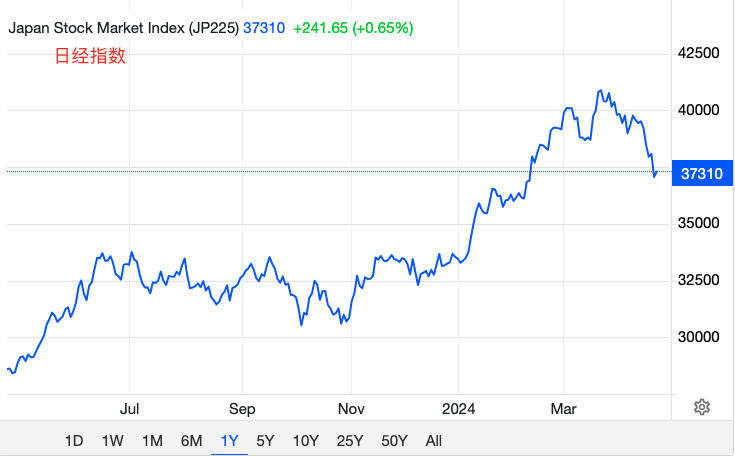 Japan Stock Market Index (JP225) 37310 +241.65 (+0.65%)
日经指数
42500
40000
37310
35000
32500
30000
Jul Sep Nov 2024 Mar
1D 1W 1M 6M 1Y 5Y 10Y 25Y 50Y All